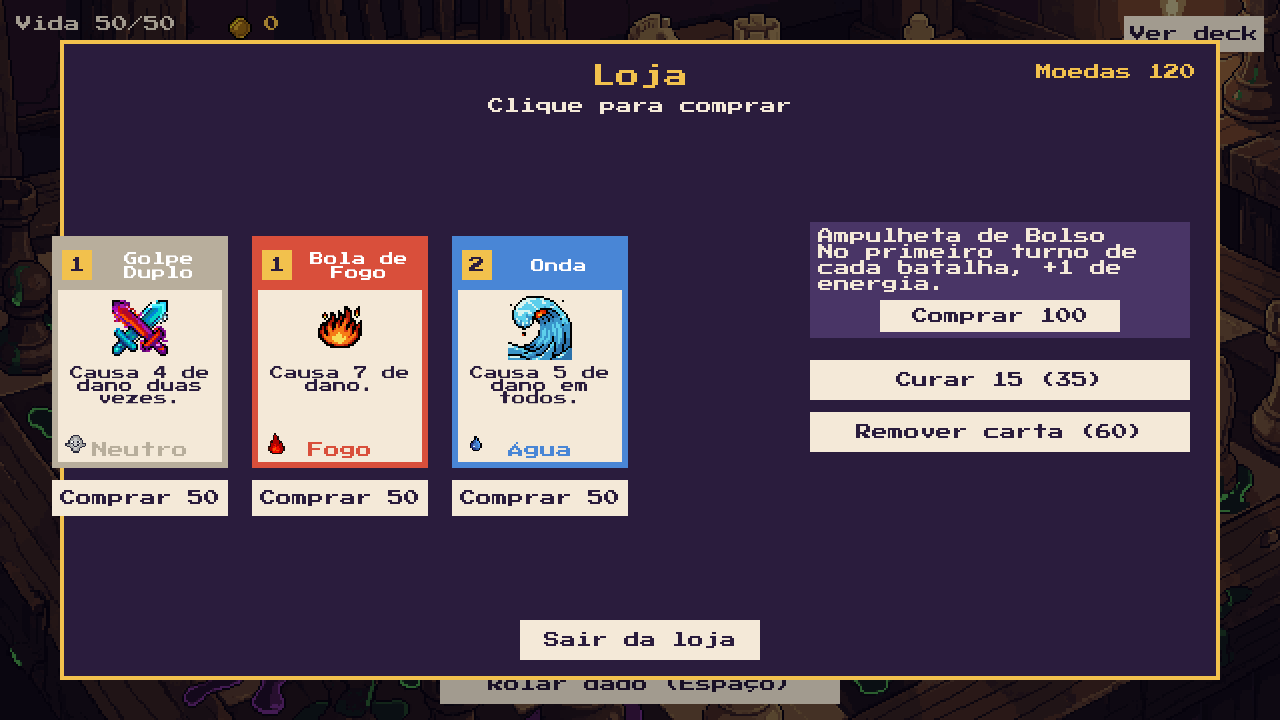 Vida 50/50
0
Ver deck
Loja
Moedas 120
Clique para comprar
1
Golpe
Duplo
Causa 4 de
dano duas
vezes.
Neutro
Comprar 50
1
Bola de
Fogo
Causa 7 de
dano.
Fogo
Comprar 50
2
Onda
Causa 5 de
dano em
todos.
Água
Comprar 50
Ampulheta de Bolso
No primeiro turno de
cada batalha, +1 de
energia.
Comprar 100
Curar 15 (35)
Remover carta (60)
Sair da loja
Rolar dado (Espaço)